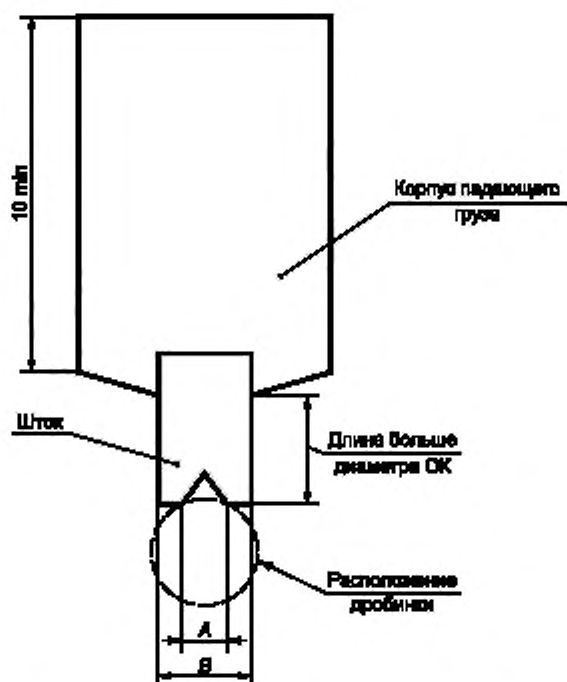 10 min
Корпус падающего
груза
Шток
Длина больше
диаметра ОК
Расположение
дробинки
A
B